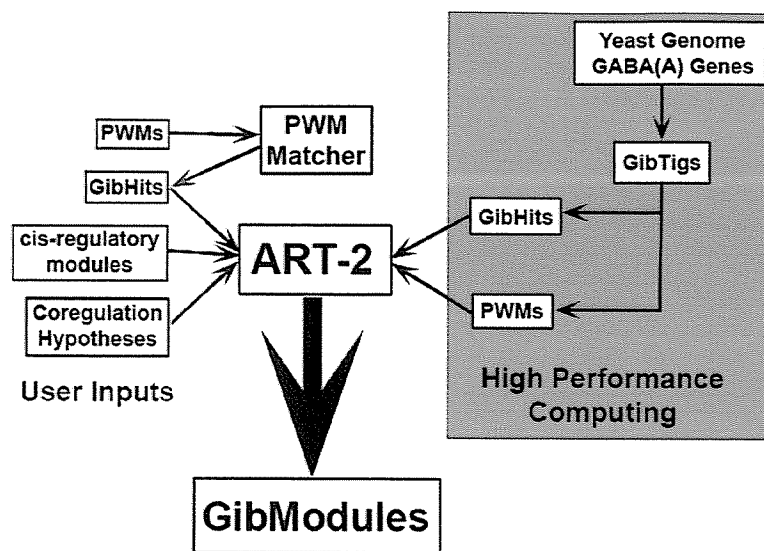 Yeast Genome
GABA(A) Genes
PWMs
PWM
Matcher
GibTigs
GibHits
GibHits
cis-regulatory
modules
ART-2
Coregulation
Hypotheses
PWMs
User Inputs
High Performance
Computing
GibModules